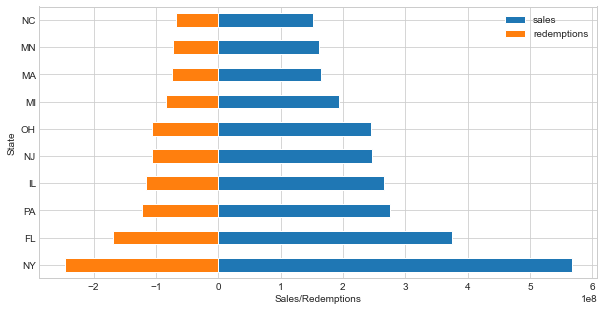 NC
MN
MA
MI
OH
NJ
IL
PA
FL
NY
State
sales
redemptions
−2 −1 0 1 2 3 4 5 6
1e8
Sales/Redemptions